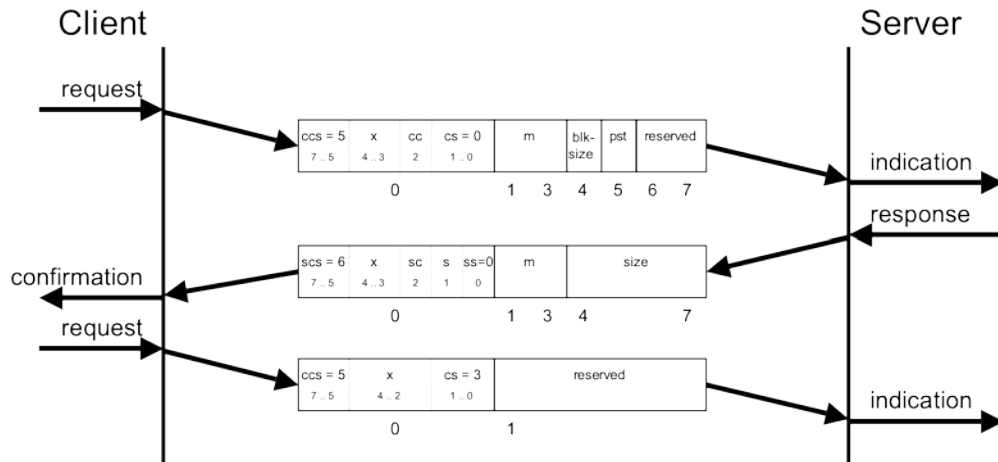 Client Server
request
ccs = 5 x cc cs = 0 m blk-size pst reserved
7 .. 5 4 .. 3 2 1 .. 0
0 1 3 4 5 6 7
indication
response
scs = 6 x sc s ss=0 m size
7 .. 5 4 .. 3 2 1 0
confirmation
0 1 3 4 7
request
ccs = 5 x cs = 3 reserved
7 .. 5 4 .. 2 1 .. 0
indication
0 1